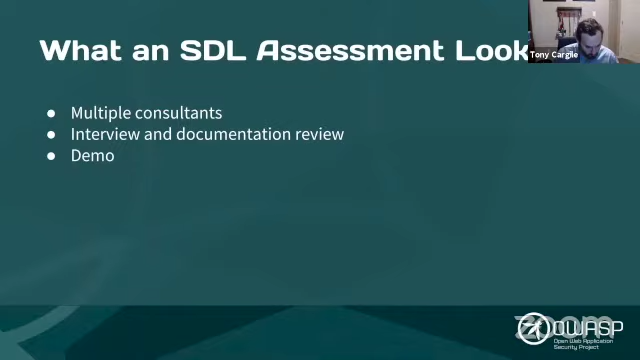 What an SDL Assessment Look
Tony Cargile
● Multiple consultants
● Interview and documentation review
● Demo
zoom
OWASP
Open Web Application
Security Project